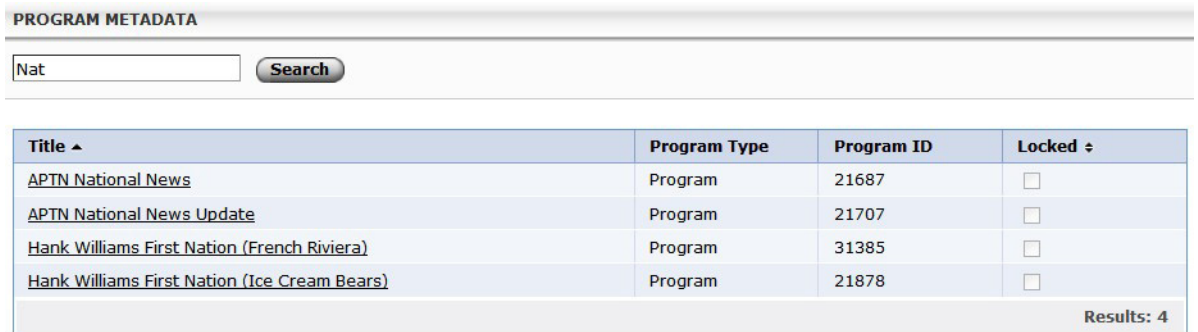 PROGRAM METADATA
Nat Search
Title Program Type Program ID Locked
APTN National News Program 21687
APTN National News Update Program 21707
Hank Williams First Nation (French Riviera) Program 31385
Hank Williams First Nation (Ice Cream Bears) Program 21878
Results: 4